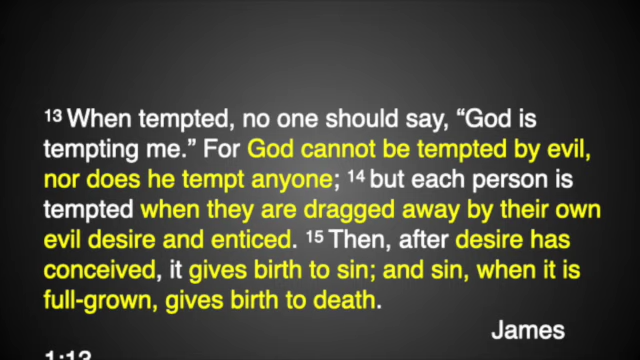 13 When tempted, no one should say, “God is
tempting me.” For God cannot be tempted by evil,
nor does he tempt anyone; 14 but each person is
tempted when they are dragged away by their own
evil desire and enticed. 15 Then, after desire has
conceived, it gives birth to sin; and sin, when it is
full-grown, gives birth to death.
James
1:13